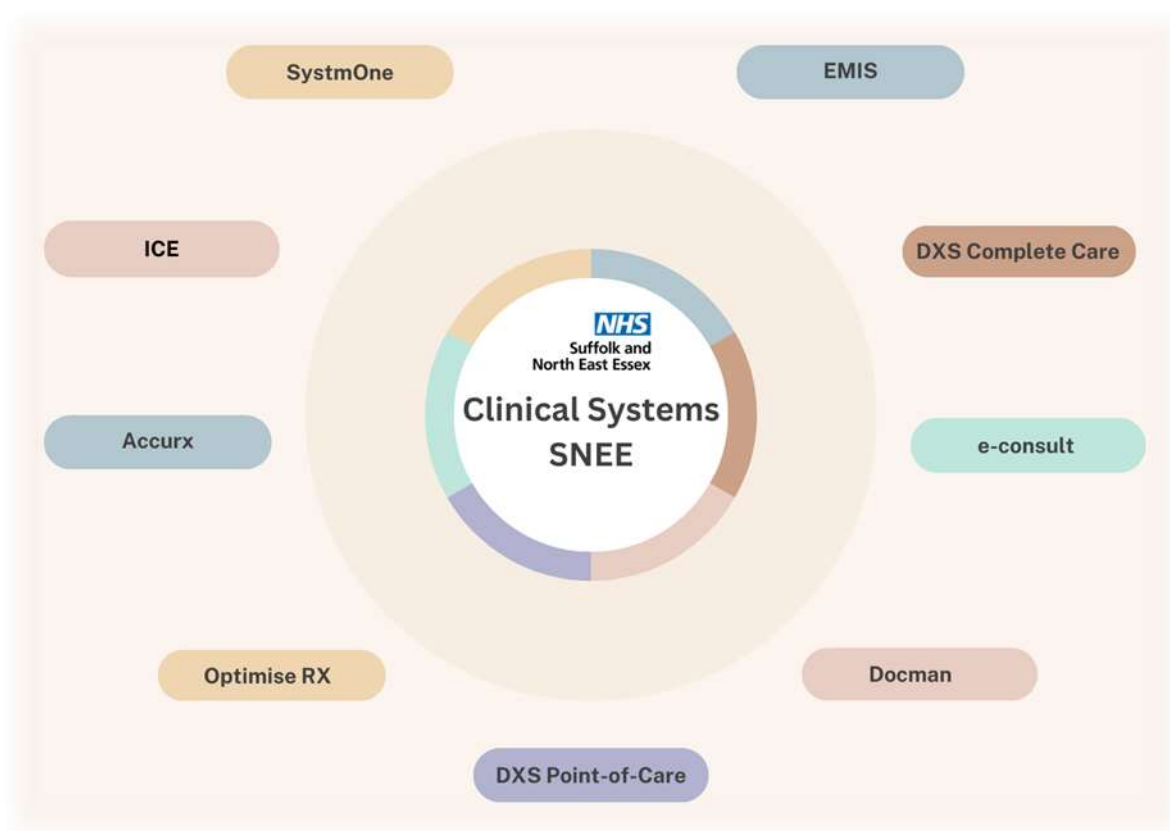 SystmOne
EMIS
ICE
DXS Complete Care
NHS
Suffolk and
North East Essex
Clinical Systems
SNEE
Accurx
e-consult
Optimise RX
Docman
DXS Point-of-Care